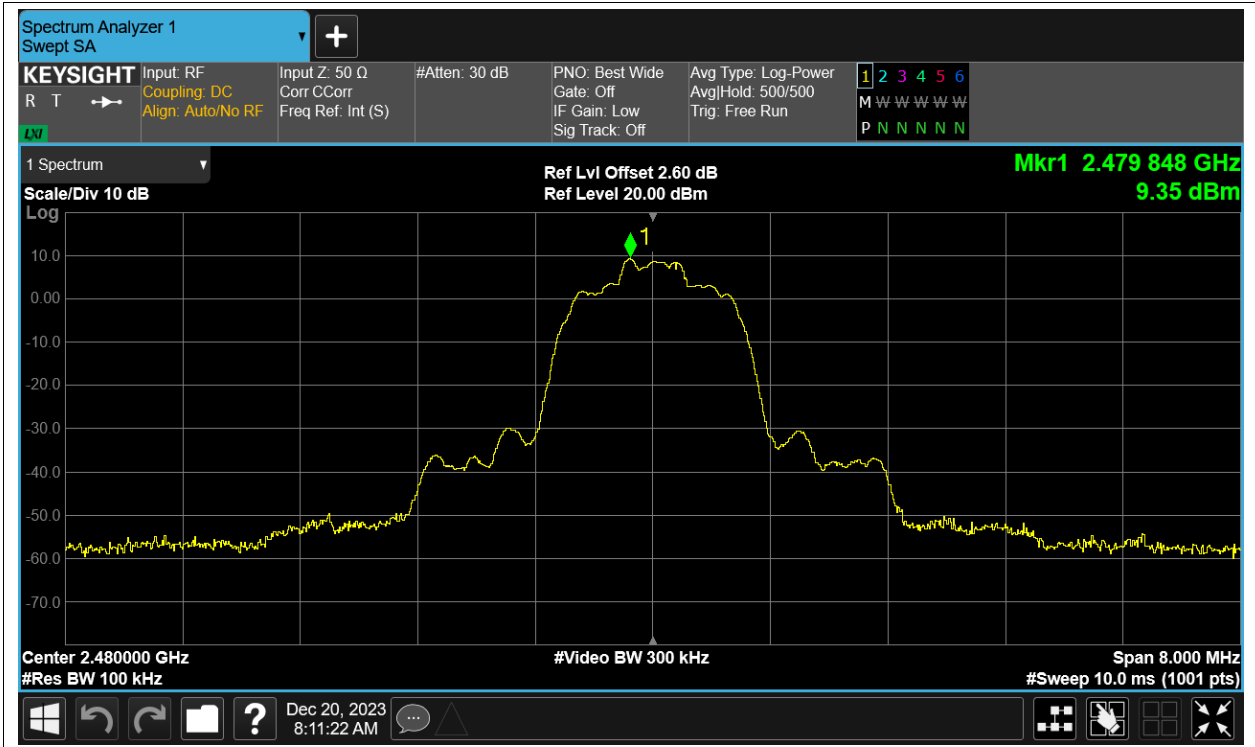 Spectrum Analyzer 1
Swept SA
KEYSIGHT
R T
LXI
Input: RF
Coupling: DC
Align: Auto/No RF
Input Z: 50 Ω
Corr CCorr
Freq Ref: Int (S)
#Atten: 30 dB
PNO: Best Wide
Gate: Off
IF Gain: Low
Sig Track: Off
Avg Type: Log-Power
Avg|Hold: 500/500
Trig: Free Run
1 2 3 4 5 6
M W W W W W
P N N N N N
1 Spectrum
Scale/Div 10 dB
Log
Ref Lvl Offset 2.60 dB
Ref Level 20.00 dBm
Mkr1 2.479 848 GHz
9.35 dBm
1
10.0
0.00
-10.0
-20.0
-30.0
-40.0
-50.0
-60.0
-70.0
Center 2.480000 GHz
#Res BW 100 kHz
#Video BW 300 kHz
Span 8.000 MHz
#Sweep 10.0 ms (1001 pts)
?
Dec 20, 2023
8:11:22 AM